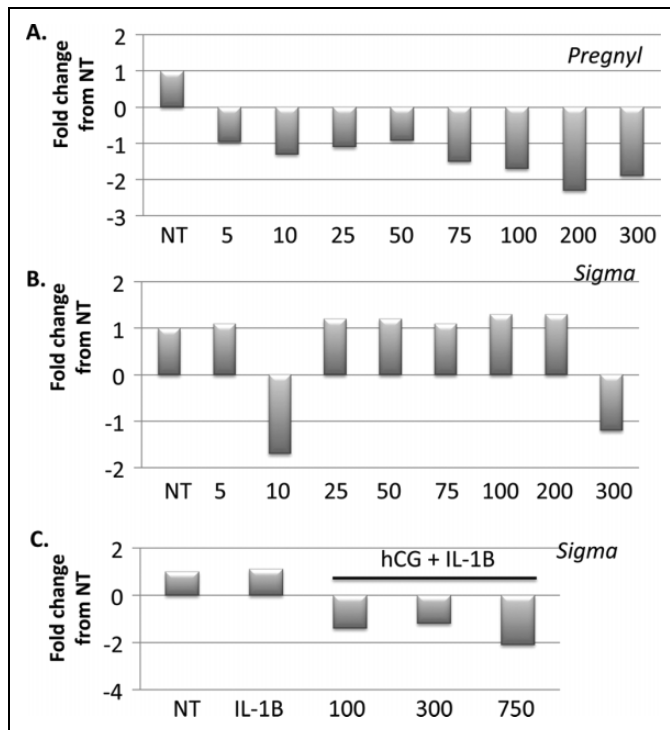 A.
Pregnyl
Fold change
from NT
2
1
0
-1
-2
-3
NT 5 10 25 50 75 100 200 300
B.
Sigma
Fold change
from NT
2
1
0
-1
-2
NT 5 10 25 50 75 100 200 300
C.
Sigma
hCG + IL-1B
Fold change
from NT
2
0
-2
-4
NT IL-1B 100 300 750